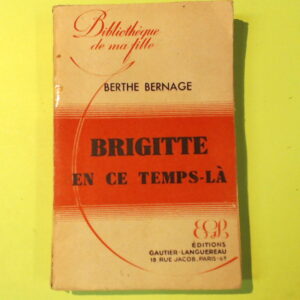 Bibliothèque
de ma fille
BERTHE BERNAGE
BRIGITTE
EN CE TEMPS-LÀ
EGL
ÉDITIONS
GAUTIER-LANGUEREAU
18 RUE JACOB, PARIS-6e